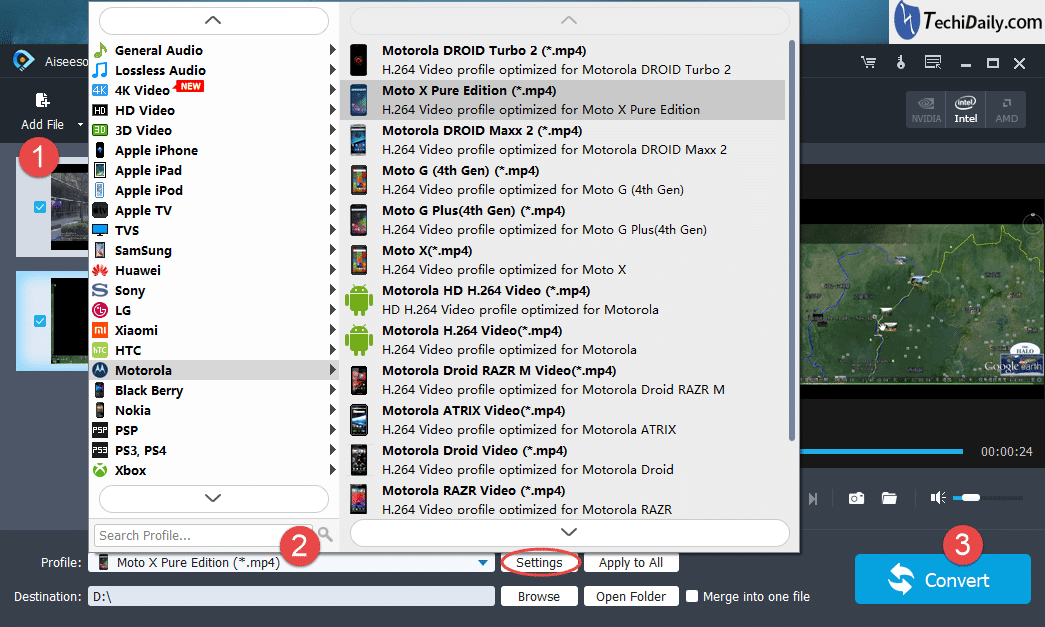 TechiDaily.com
Aiseeso
Add File
1
General Audio
Lossless Audio
4K Video NEW
HD Video
3D Video
Apple iPhone
Apple iPad
Apple iPod
Apple TV
TVS
SamSung
Huawei
Sony
LG
Xiaomi
HTC
Motorola
Black Berry
Nokia
PSP
PS3, PS4
Xbox
Search Profile...
2
Motorola DROID Turbo 2 (*.mp4)
H.264 Video profile optimized for Motorola DROID Turbo 2
Moto X Pure Edition (*.mp4)
H.264 Video profile optimized for Moto X Pure Edition
Motorola DROID Maxx 2 (*.mp4)
H.264 Video profile optimized for Motorola DROID Maxx 2
Moto G (4th Gen) (*.mp4)
H.264 Video profile optimized for Moto G (4th Gen)
Moto G Plus(4th Gen) (*.mp4)
H.264 Video profile optimized for Moto G Plus(4th Gen)
Moto X(*.mp4)
H.264 Video profile optimized for Moto X
Motorola HD H.264 Video (*.mp4)
HD H.264 Video profile optimized for Motorola
Motorola H.264 Video(*.mp4)
H.264 Video profile optimized for Motorola
Motorola Droid RAZR M Video(*.mp4)
H.264 Video profile optimized for Motorola Droid RAZR M
Motorola ATRIX Video(*.mp4)
H.264 Video profile optimized for Motorola ATRIX
Motorola Droid Video (*.mp4)
H.264 Video profile optimized for Motorola Droid
Motorola RAZR Video (*.mp4)
H.264 Video profile optimized for Motorola RAZR
NVIDIA
intel
Intel
AMD
HALO
Google earth
00:00:24
Profile:
Moto X Pure Edition (*.mp4)
Settings
Apply to All
3
Convert
Destination:
D:\
Browse
Open Folder
Merge into one file